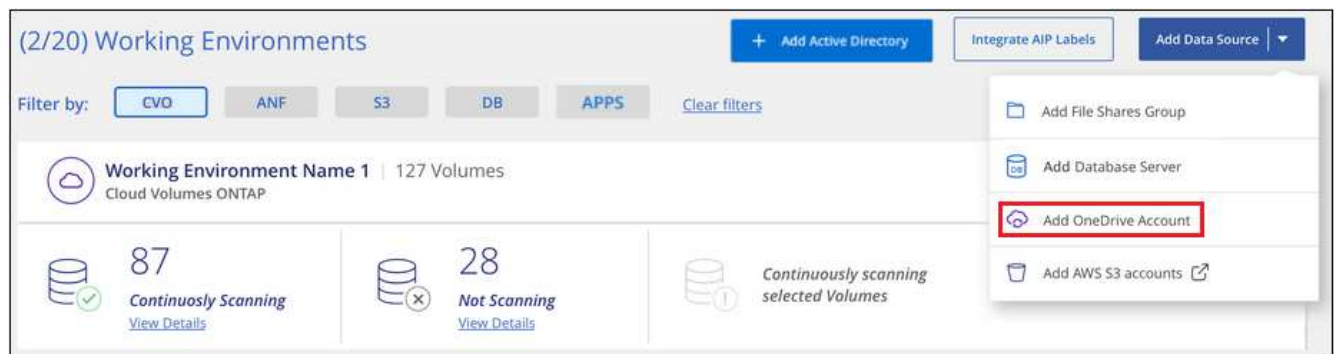 (2/20) Working Environments
+ Add Active Directory
Integrate AIP Labels
Add Data Source
Filter by:
CVO
ANF
S3
DB
APPS
Clear filters
Add File Shares Group
Working Environment Name 1 | 127 Volumes
Cloud Volumes ONTAP
DB
Add Database Server
Add OneDrive Account
Add AWS S3 accounts
87
Continuosly Scanning
View Details
28
Not Scanning
View Details
Continuously scanning
selected Volumes